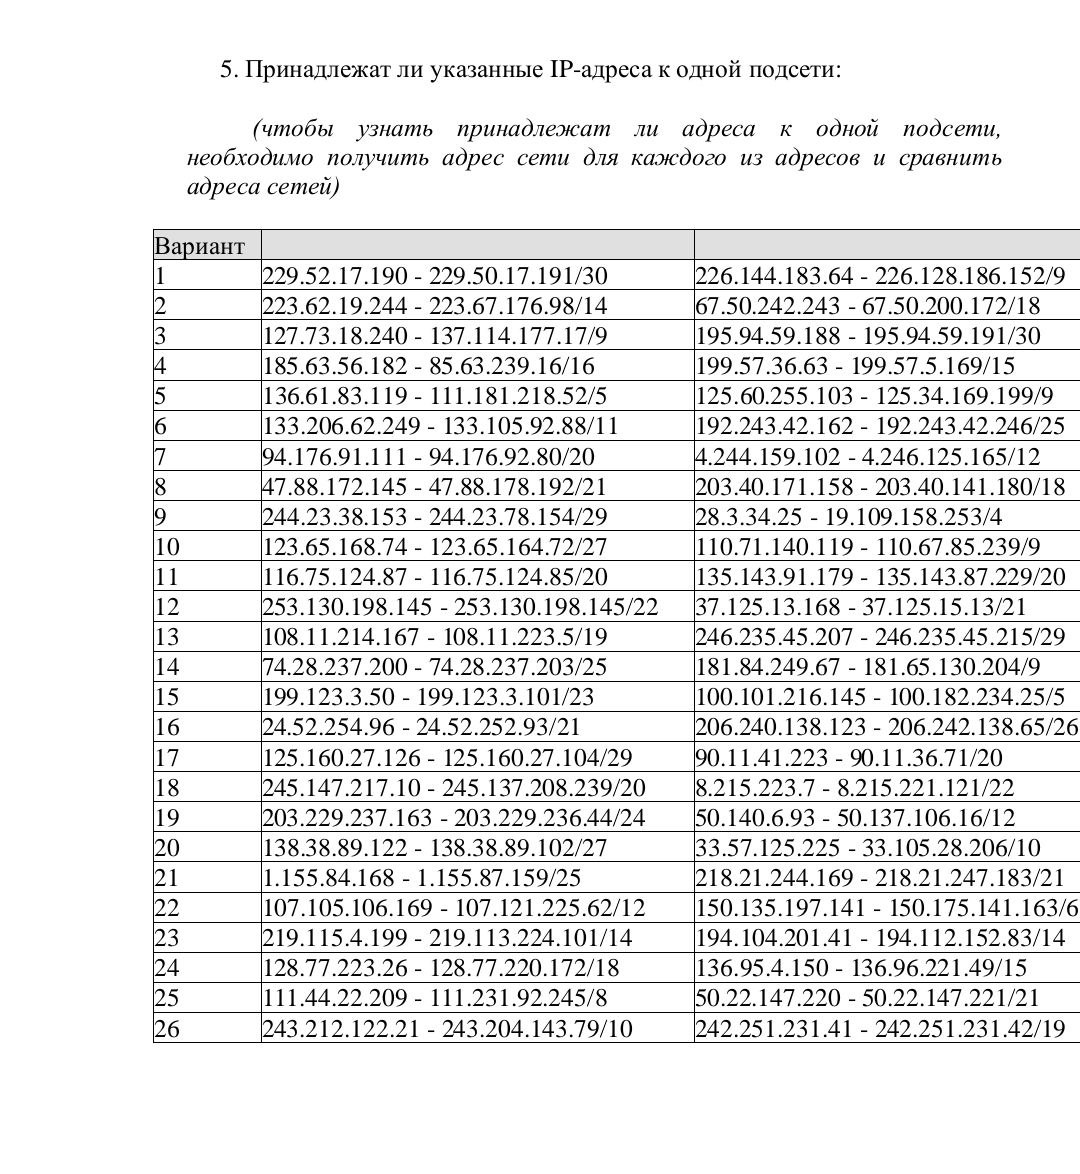 5. Принадлежат ли указанные IP-адреса к одной подсети:
(чтобы узнать принадлежат ли адреса к одной подсети,
необходимо получить адрес сети для каждого из адресов и сравнить
адреса сетей)
Вариант
1 229.52.17.190 - 229.50.17.191/30 226.144.183.64 - 226.128.186.152/9
2 223.62.19.244 - 223.67.176.98/14 67.50.242.243 - 67.50.200.172/18
3 127.73.18.240 - 137.114.177.17/9 195.94.59.188 - 195.94.59.191/30
4 185.63.56.182 - 85.63.239.16/16 199.57.36.63 - 199.57.5.169/15
5 136.61.83.119 - 111.181.218.52/5 125.60.255.103 - 125.34.169.199/9
6 133.206.62.249 - 133.105.92.88/11 192.243.42.162 - 192.243.42.246/25
7 94.176.91.111 - 94.176.92.80/20 4.244.159.102 - 4.246.125.165/12
8 47.88.172.145 - 47.88.178.192/21 203.40.171.158 - 203.40.141.180/18
9 244.23.38.153 - 244.23.78.154/29 28.3.34.25 - 19.109.158.253/4
10 123.65.168.74 - 123.65.164.72/27 110.71.140.119 - 110.67.85.239/9
11 116.75.124.87 - 116.75.124.85/20 135.143.91.179 - 135.143.87.229/20
12 253.130.198.145 - 253.130.198.145/22 37.125.13.168 - 37.125.15.13/21
13 108.11.214.167 - 108.11.223.5/19 246.235.45.207 - 246.235.45.215/29
14 74.28.237.200 - 74.28.237.203/25 181.84.249.67 - 181.65.130.204/9
15 199.123.3.50 - 199.123.3.101/23 100.101.216.145 - 100.182.234.25/5
16 24.52.254.96 - 24.52.252.93/21 206.240.138.123 - 206.242.138.65/26
17 125.160.27.126 - 125.160.27.104/29 90.11.41.223 - 90.11.36.71/20
18 245.147.217.10 - 245.137.208.239/20 8.215.223.7 - 8.215.221.121/22
19 203.229.237.163 - 203.229.236.44/24 50.140.6.93 - 50.137.106.16/12
20 138.38.89.122 - 138.38.89.102/27 33.57.125.225 - 33.105.28.206/10
21 1.155.84.168 - 1.155.87.159/25 218.21.244.169 - 218.21.247.183/21
22 107.105.106.169 - 107.121.225.62/12 150.135.197.141 - 150.175.141.163/6
23 219.115.4.199 - 219.113.224.101/14 194.104.201.41 - 194.112.152.83/14
24 128.77.223.26 - 128.77.220.172/18 136.95.4.150 - 136.96.221.49/15
25 111.44.22.209 - 111.231.92.245/8 50.22.147.220 - 50.22.147.221/21
26 243.212.122.21 - 243.204.143.79/10 242.251.231.41 - 242.251.231.42/19